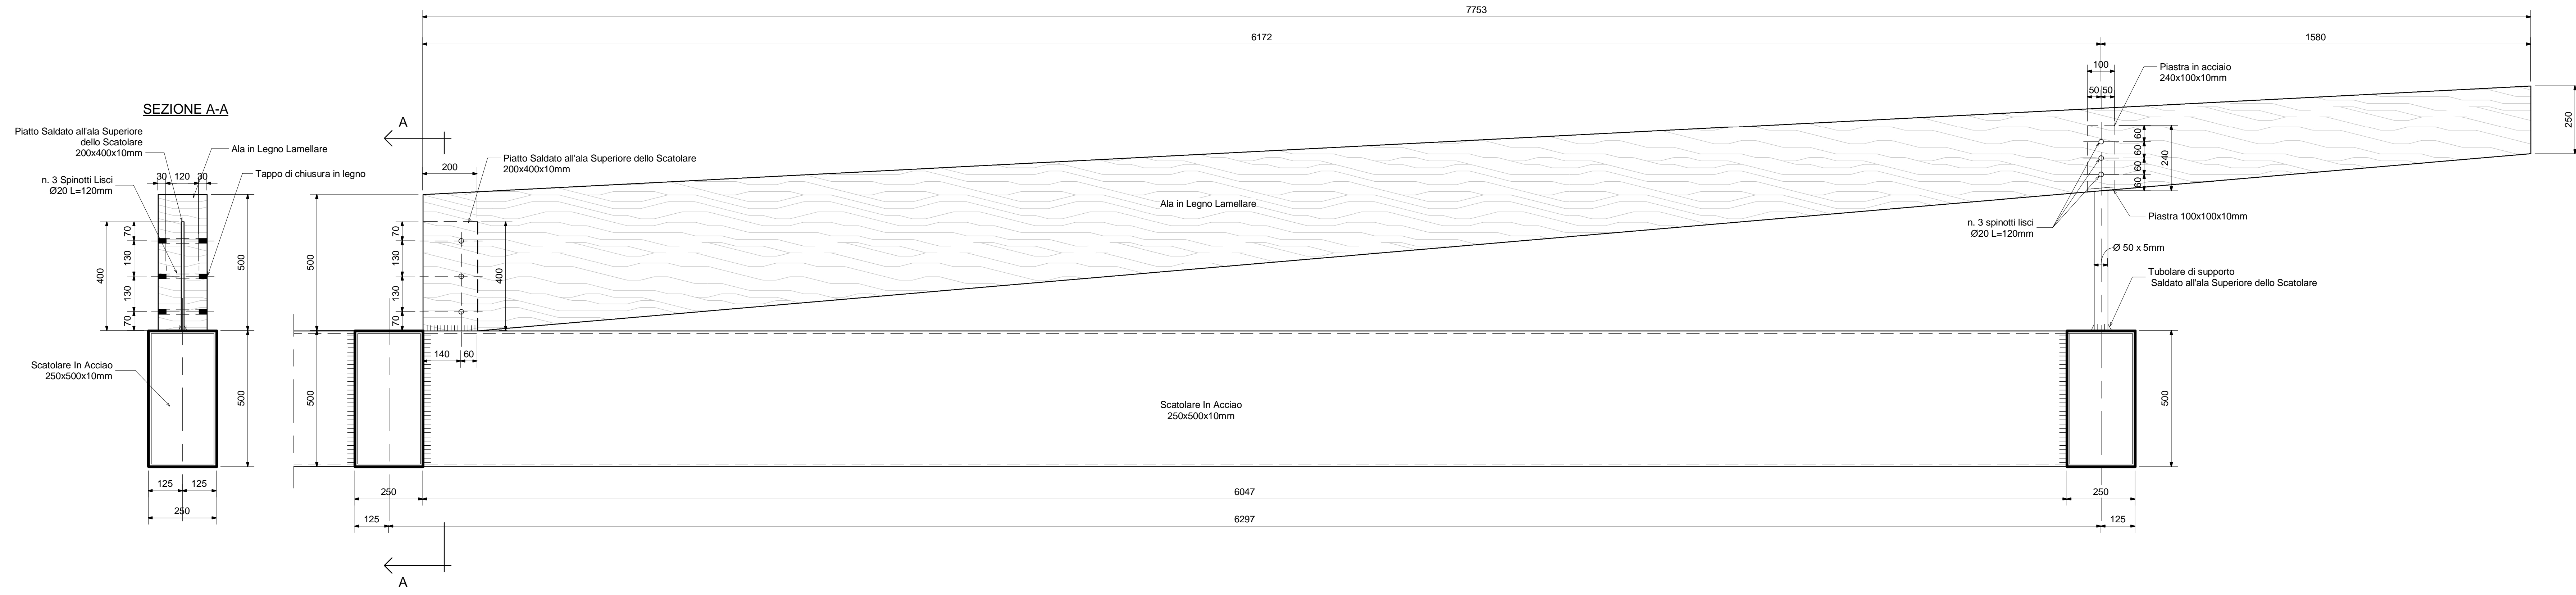 7753
6172
1580
100
Piastra in acciaio
240x100x10mm
50
50
250
SEZIONE A-A
Piatto Saldato all'ala Superiore
dello Scatolare
200x400x10mm
Ala in Legno Lamellare
n. 3 Spinotti Lisci
Ø20 L=120mm
30
120
30
Tappo di chiusura in legno
A
200
Piatto Saldato all'ala Superiore dello Scatolare
200x400x10mm
60
60
60
60
240
Ala in Legno Lamellare
Piastra 100x100x10mm
n. 3 spinotti lisci
Ø20 L=120mm
Ø 50 x 5mm
Tubolare di supporto
Saldato all'ala Superiore dello Scatolare
400
70
130
130
70
500
500
70
130
130
70
400
140
60
Scatolare In Acciao
250x500x10mm
500
500
Scatolare In Acciao
250x500x10mm
500
125
125
250
250
6047
250
125
6297
125
A